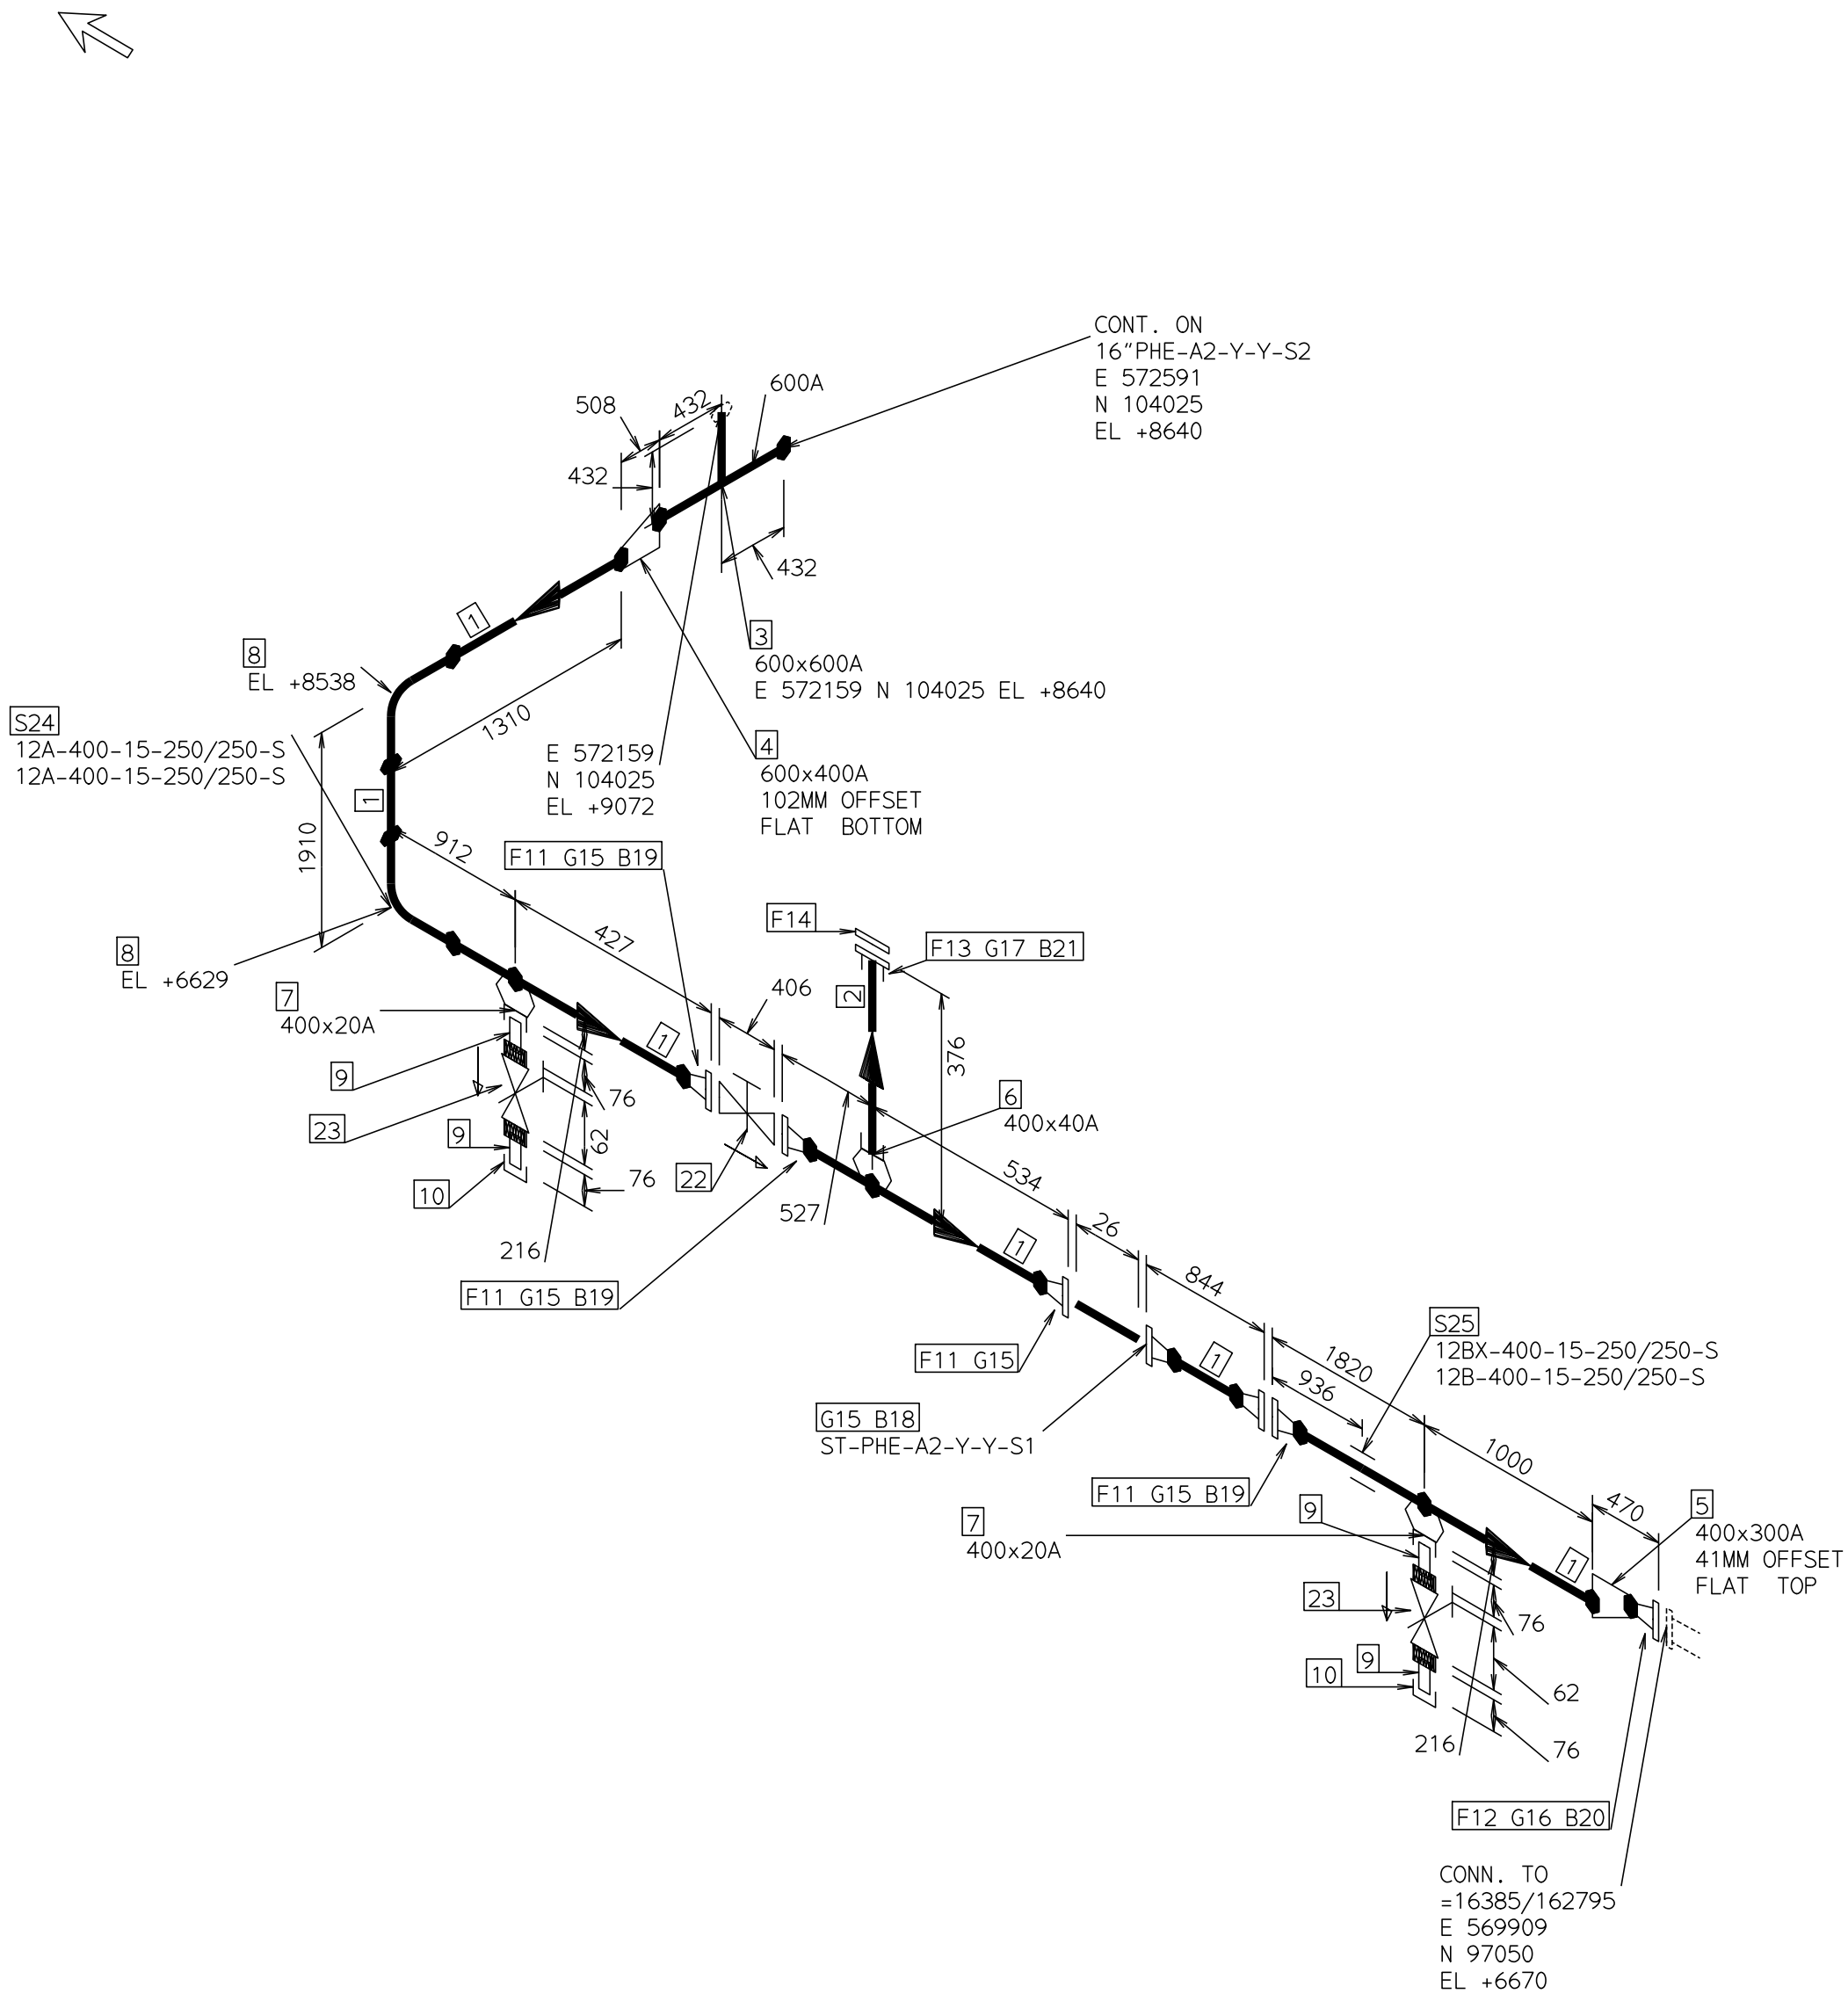 CONT. ON
16"PHE-A2-Y-Y-S2
E 572591
N 104025
EL +8640
600A
508
432
432
432
3
600x600A
E 572159 N 104025 EL +8640
1
8
EL +8538
1310
S24
12A-400-15-250/250-S
12A-400-15-250/250-S
E 572159
N 104025
EL +9072
4
600x400A
102MM OFFSET
FLAT BOTTOM
1
1910
912
F11 G15 B19
427
F14
F13 G17 B21
8
EL +6629
7
400x20A
406
2
376
1
9
76
6
400x40A
23
9
62
76
10
22
527
534
216
26
1
F11 G15 B19
844
F11 G15
S25
12BX-400-15-250/250-S
12B-400-15-250/250-S
1820
1
936
G15 B18
ST-PHE-A2-Y-Y-S1
1000
F11 G15 B19
470
9
5
400x300A
41MM OFFSET
FLAT TOP
7
400x20A
1
23
76
9
10
62
216
76
F12 G16 B20
CONN. TO
=16385/162795
E 569909
N 97050
EL +6670